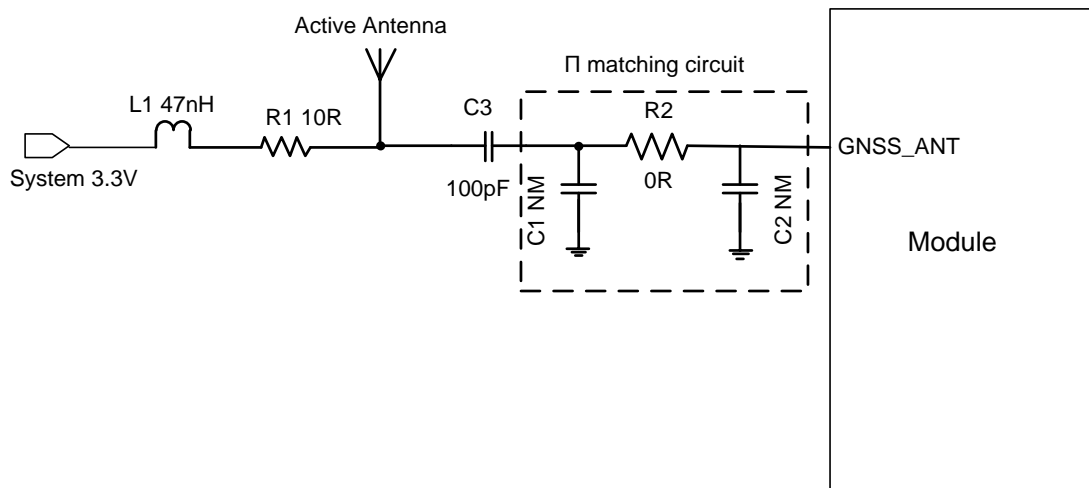 Active Antenna
Π matching circuit
L1 47nH
R1 10R
C3
R2
System 3.3V
100pF
C1 NM
0R
C2 NM
GNSS_ANT
Module